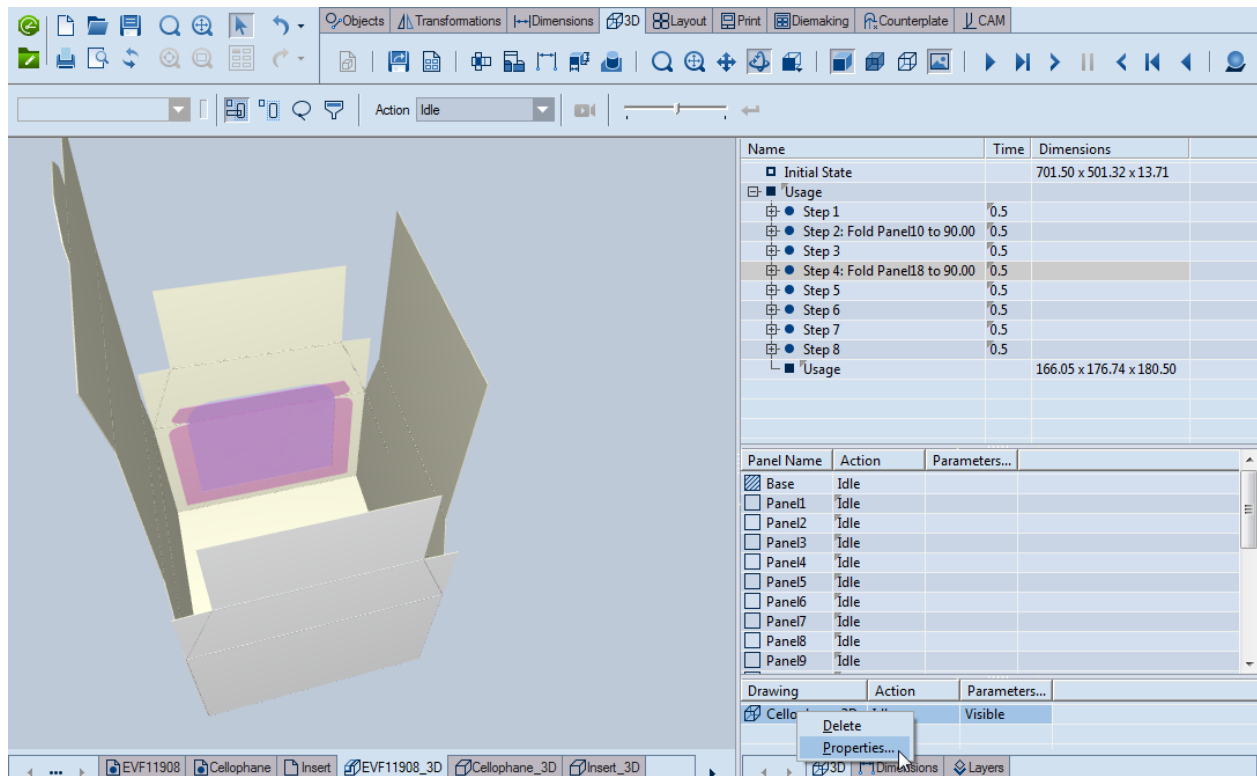 Objects Transformations Dimensions 3D Layout Print Diemaking Counterplate CAM
Action Idle
Name Time Dimensions
Initial State 701.50 x 501.32 x 13.71
Usage
Step 1 0.5
Step 2: Fold Panel10 to 90.00 0.5
Step 3 0.5
Step 4: Fold Panel18 to 90.00 0.5
Step 5 0.5
Step 6 0.5
Step 7 0.5
Step 8 0.5
Usage 166.05 x 176.74 x 180.50
Panel Name Action Parameters...
Base Idle
Panel1 Idle
Panel2 Idle
Panel3 Idle
Panel4 Idle
Panel5 Idle
Panel6 Idle
Panel7 Idle
Panel8 Idle
Panel9 Idle
Drawing Action Parameters...
Visible
Delete
Properties...
EVF11908 Cellophane Insert EVF11908_3D Cellophane_3D Insert_3D
3D Dimensions Layers